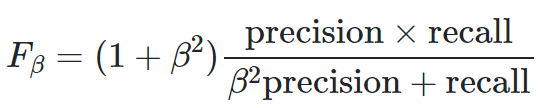 F_β = (1 + β²) precision × recall / β²precision + recall